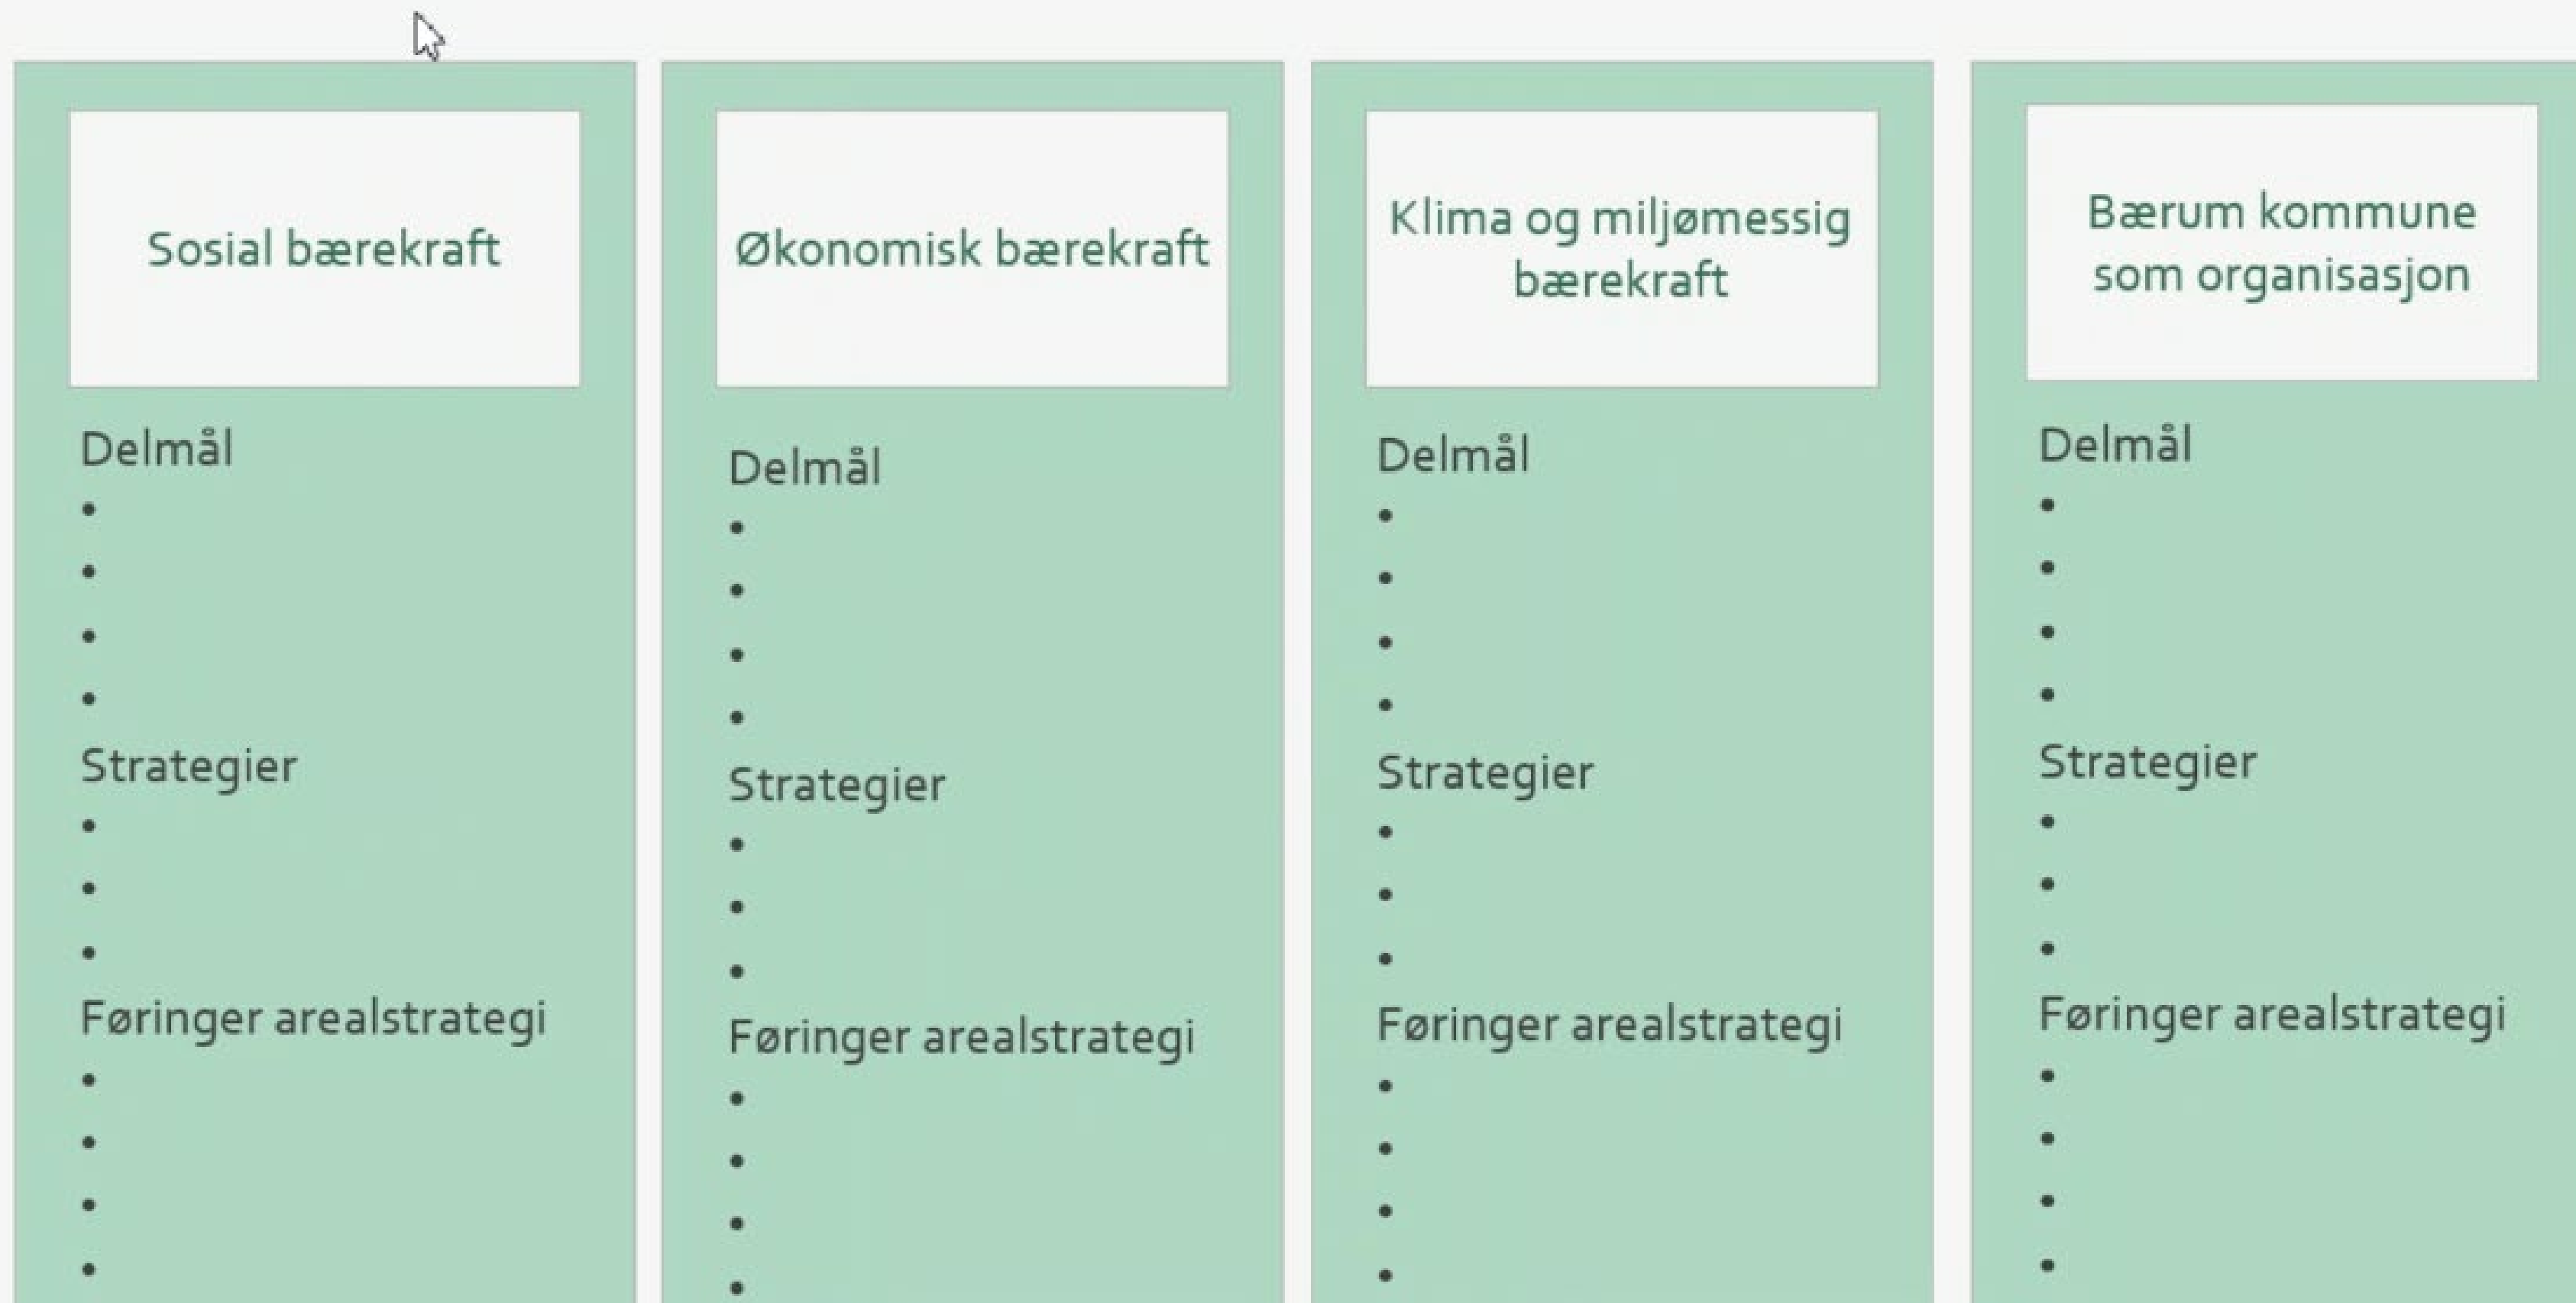 Sosial bærekraft
Delmål
•
•
•
•
Strategier
•
•
•
Føringer arealstrategi
•
•
•
•
Økonomisk bærekraft
Delmål
•
•
•
•
Strategier
•
•
•
Føringer arealstrategi
•
•
•
•
Klima og miljømessig
bærekraft
Delmål
•
•
•
•
Strategier
•
•
•
Føringer arealstrategi
•
•
•
•
Bærum kommune
som organisasjon
Delmål
•
•
•
•
Strategier
•
•
•
Føringer arealstrategi
•
•
•
•